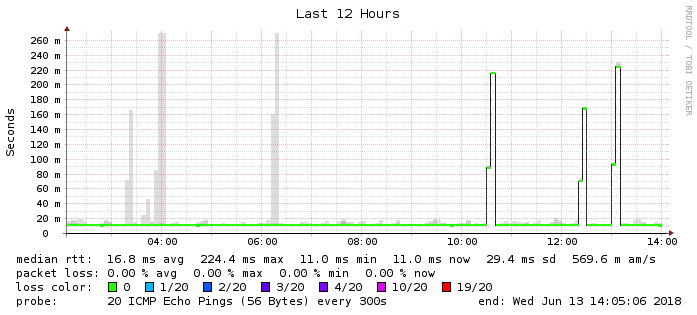 Last 12 Hours
RRDTOOL / TOBI OETIKER
Seconds
260 m
240 m
220 m
200 m
180 m
160 m
140 m
120 m
100 m
80 m
60 m
40 m
20 m
0
04:00 06:00 08:00 10:00 12:00 14:00
median rtt: 16.8 ms avg 224.4 ms max 11.0 ms min 11.0 ms now 29.4 ms sd 569.6 m am/s
packet loss: 0.00 % avg 0.00 % max 0.00 % min 0.00 % now
loss color: 0 1/20 2/20 3/20 4/20 10/20 19/20
probe: 20 ICMP Echo Pings (56 Bytes) every 300s end: Wed Jun 13 14:05:06 2018